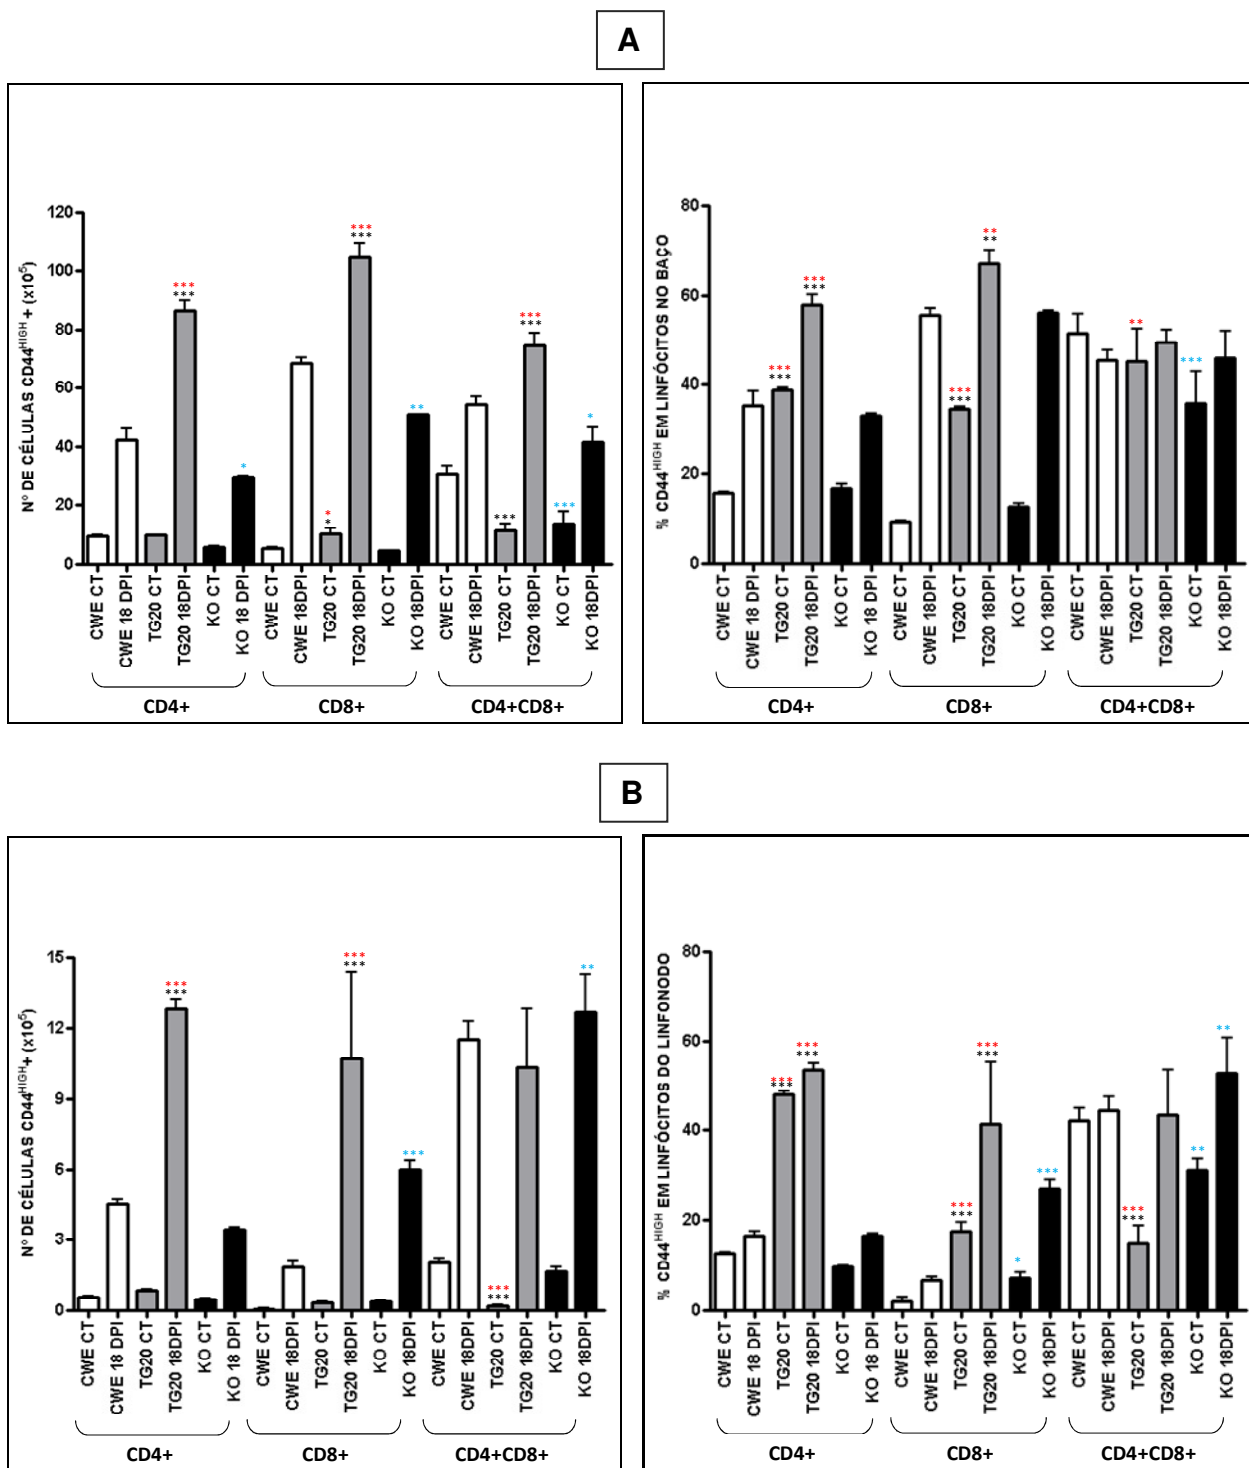 A
Nº DE CÉLULAS CD44HIGH + (x10⁵)
120
100
80
60
40
20
0
*** 
***
*
*
*
***
***
**
***
***
***
***
*
CWE CT
CWE 18 DPI
TG20 CT
TG20 18DPI
KO CT
KO 18 DPI
CWE CT
CWE 18DPI
TG20 CT
TG20 18DPI
KO CT
KO 18DPI
CWE CT
CWE 18DPI
TG20 CT
TG20 18DPI
KO CT
KO 18DPI
CD4+
CD8+
CD4+CD8+
% CD44HIGH EM LINFÓCITOS NO BAÇO
80
60
40
20
0
***
***
***
***
***
***
**
**
**
***
CWE CT
CWE 18 DPI
TG20 CT
TG20 18DPI
KO CT
KO 18DPI
CWE CT
CWE 18DPI
TG20 CT
TG20 18DPI
KO CT
KO 18DPI
CWE CT
CWE 18DPI
TG20 CT
TG20 18DPI
KO CT
KO 18DPI
CD4+
CD8+
CD4+CD8+
B
Nº DE CÉLULAS CD44HIGH+ (x10⁵)
15
12
9
6
3
0
***
***
***
***
***
***
***
**
CWE CT
CWE 18 DPI
TG20 CT
TG20 18DPI
KO CT
KO 18 DPI
CWE CT
CWE 18DPI
TG20 CT
TG20 18DPI
KO CT
KO 18DPI
CWE CT
CWE 18DPI
TG20 CT
TG20 18DPI
KO CT
KO 18DPI
CD4+
CD8+
CD4+CD8+
% CD44HIGH EM LINFÓCITOS DO LINFONODO
80
60
40
20
0
***
***
***
***
***
***
***
***
*
***
***
***
**
**
CWE CT
CWE 18 DPI
TG20 CT
TG20 18DPI
KO CT
KO 18DPI
CWE CT
CWE 18DPI
TG20 CT
TG20 18DPI
KO CT
KO 18DPI
CWE CT
CWE 18DPI
TG20 CT
TG20 18DPI
KO CT
KO 18DPI
CD4+
CD8+
CD4+CD8+